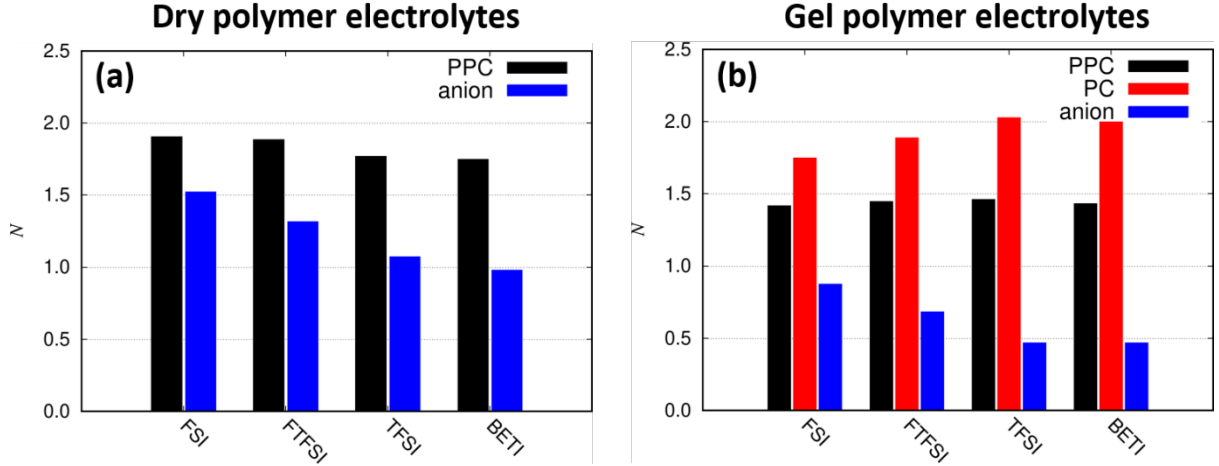 Dry polymer electrolytes
(a)
PPC
anion
2.5
2.0
1.5
1.0
0.5
0.0
N
FSI
FTFSI
TFSI
BETI
Gel polymer electrolytes
(b)
PPC
PC
anion
2.5
2.0
1.5
1.0
0.5
0.0
N
FSI
FTFSI
TFSI
BETI